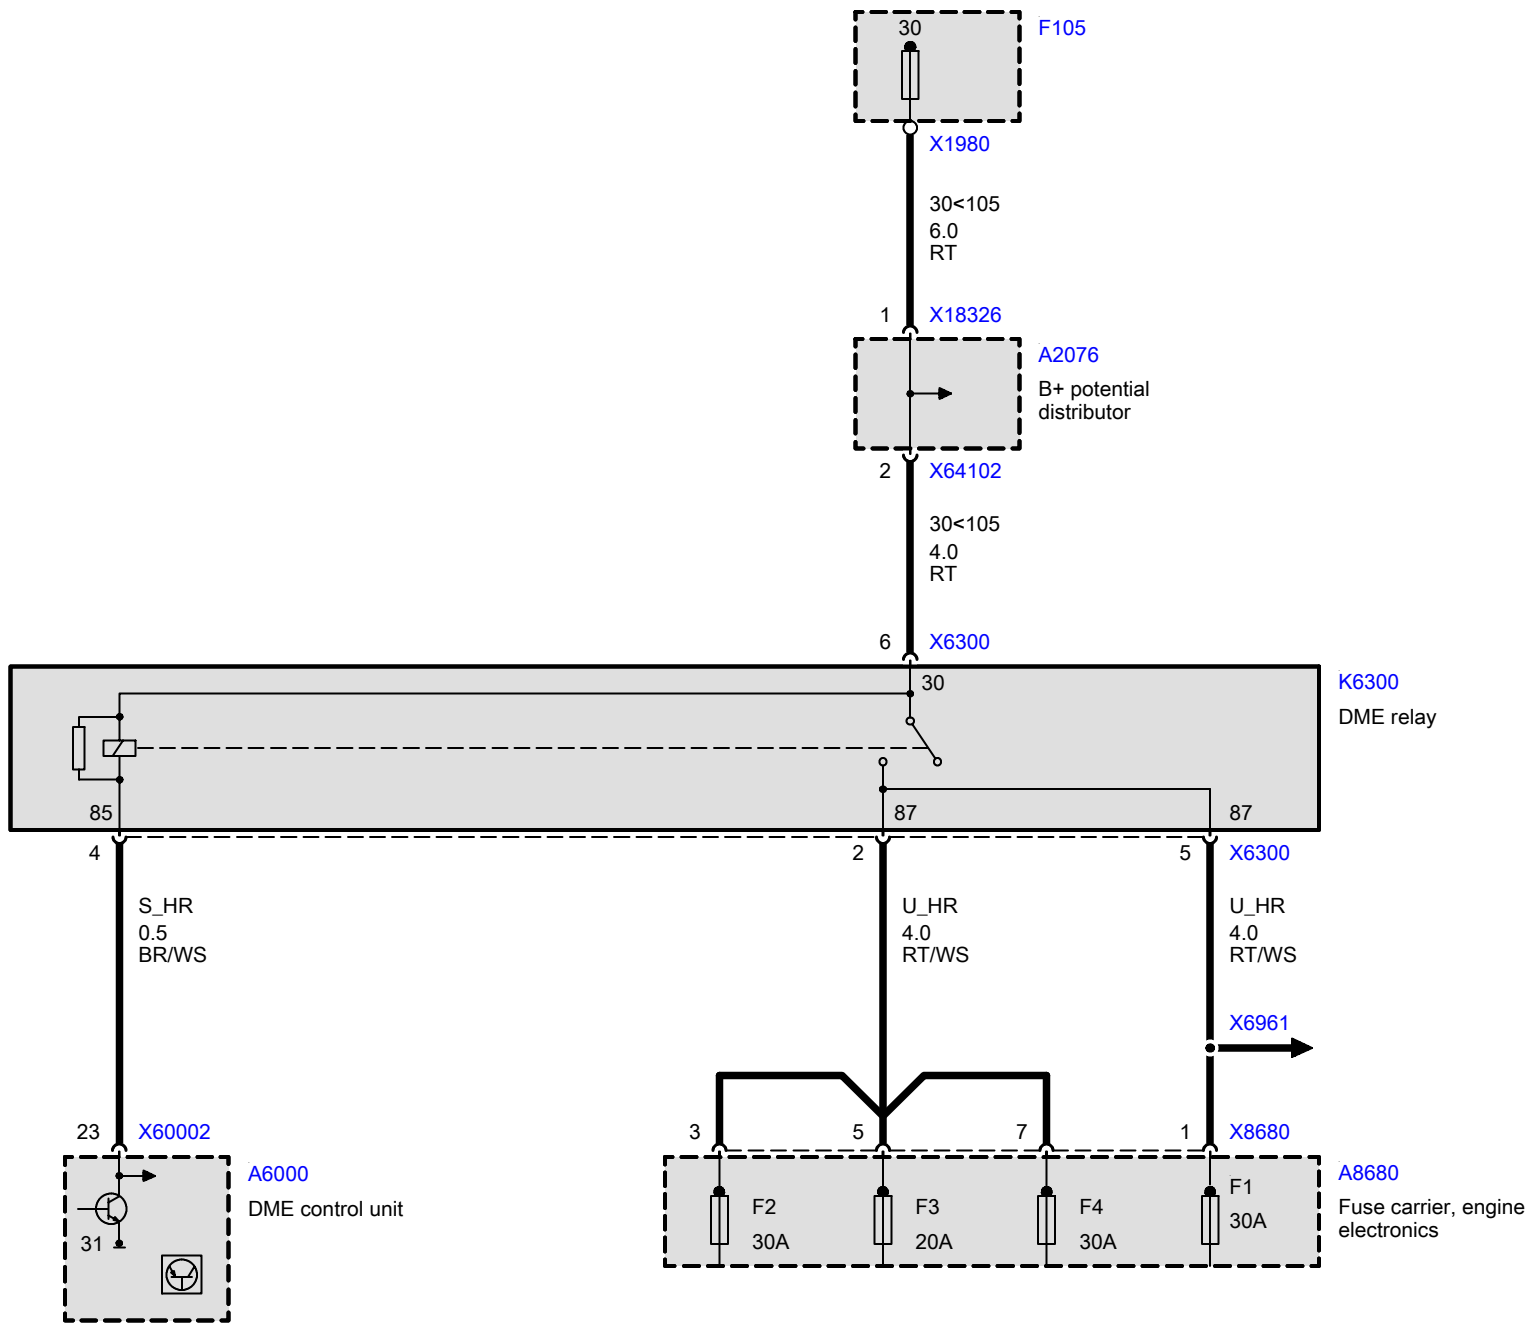 30
F105
X1980
30<105
6.0
RT
1
X18326
A2076
B+ potential
distributor
2
X64102
30<105
4.0
RT
6
X6300
30
K6300
DME relay
85
87
87
4
2
5
X6300
S_HR
0.5
BR/WS
U_HR
4.0
RT/WS
U_HR
4.0
RT/WS
X6961
23
X60002
3
5
7
1
X8680
A6000
DME control unit
31
F2
30A
F3
20A
F4
30A
F1
30A
A8680
Fuse carrier, engine
electronics